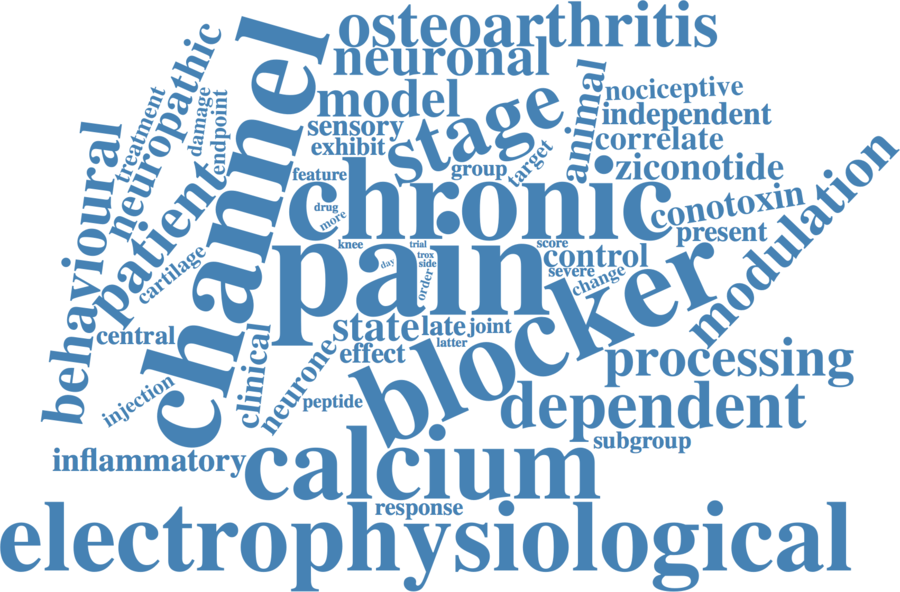 osteoarthritis
neuronal
model
sensory
exhibit
stage
channel
neuropathic
treatment
damage
endpoint
behavioural
patient
cartilage
animal
nociceptive
independent
correlate
ziconotide
conotoxin
present
modulation
feature
group
target
chronic
drug
more
knee
trial
trox
side
day
order
pain
score
control
severe
change
blocker
central
injection
clinical
neurone
state
late
joint
latter
effect
peptide
processing
dependent
subgroup
inflammatory
calcium
response
electrophysiological